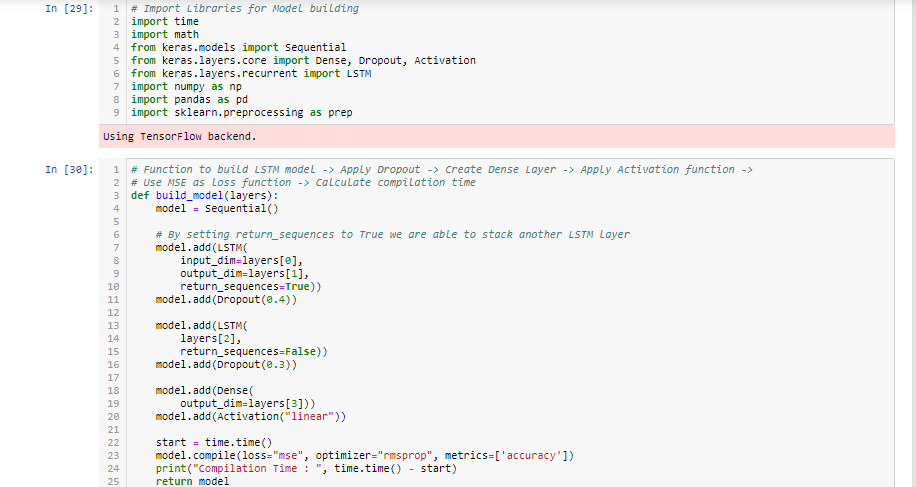 In [29]:
1 # Import Libraries for Model building
2 import time
3 import math
4 from keras.models import Sequential
5 from keras.layers.core import Dense, Dropout, Activation
6 from keras.layers.recurrent import LSTM
7 import numpy as np
8 import pandas as pd
9 import sklearn.preprocessing as prep
Using TensorFlow backend.
In [30]:
1 # Function to build LSTM model -> Apply Dropout -> Create Dense Layer -> Apply Activation function ->
2 # Use MSE as loss function -> Calculate compilation time
3 def build_model(layers):
4     model = Sequential()
5
6     # By setting return_sequences to True we are able to stack another LSTM Layer
7     model.add(LSTM(
8         input_dim=layers[0],
9         output_dim=layers[1],
10         return_sequences=True))
11     model.add(Dropout(0.4))
12
13     model.add(LSTM(
14         layers[2],
15         return_sequences=False))
16     model.add(Dropout(0.3))
17
18     model.add(Dense(
19         output_dim=layers[3]))
20     model.add(Activation("linear"))
21
22     start = time.time()
23     model.compile(loss="mse", optimizer="rmsprop", metrics=['accuracy'])
24     print("Compilation Time : ", time.time() - start)
25     return model